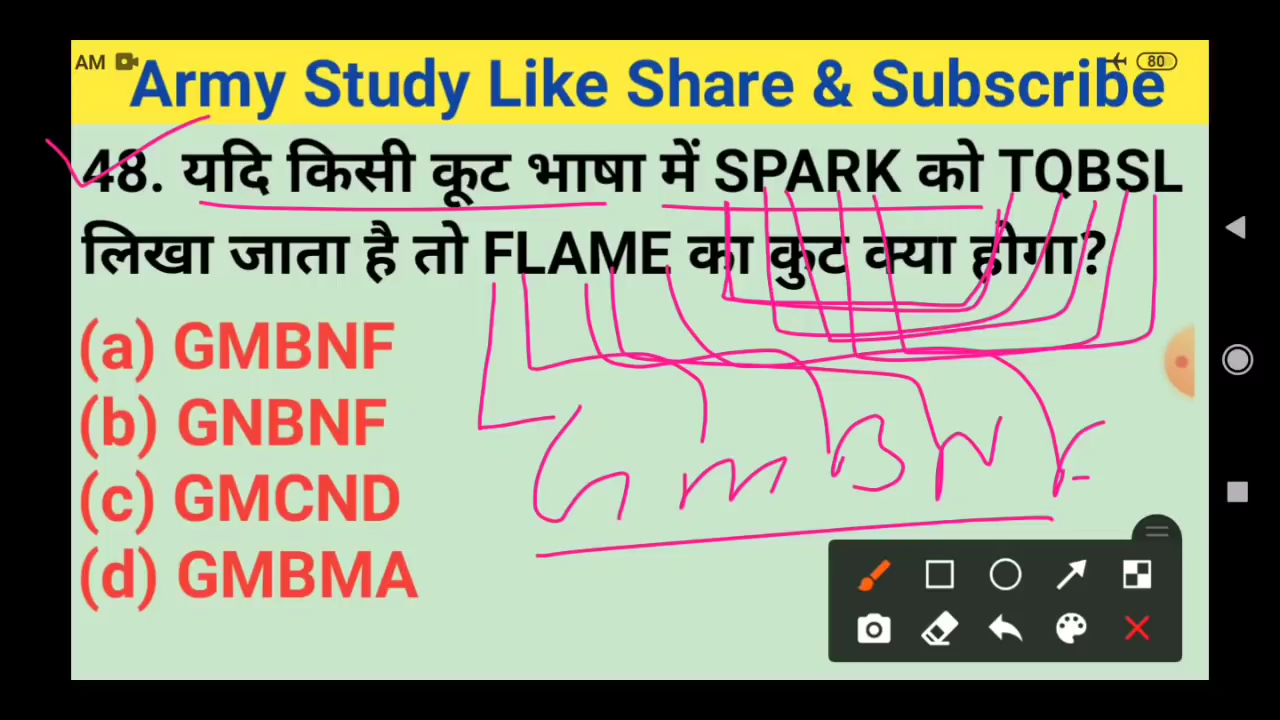 AM
80
Army Study Like Share & Subscribe
48. यदि किसी कूट भाषा में SPARK को TQBSL
लिखा जाता है तो FLAME का कुट क्या होगा?
(a) GMBNF
(b) GNBNF
(c) GMCND
(d) GMBMA
GMBNF